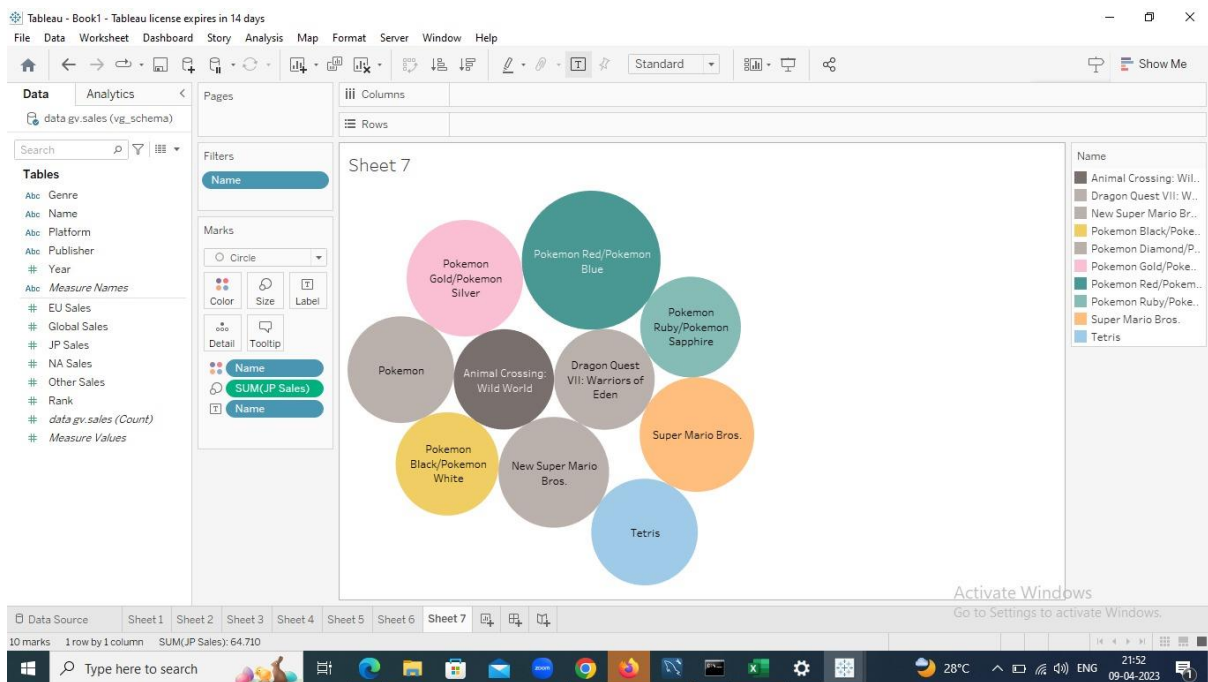 Tableau - Book1 - Tableau license expires in 14 days
File Data Worksheet Dashboard Story Analysis Map Format Server Window Help
Standard
Show Me
Data Analytics
data gv.sales (vg_schema)
Search
Tables
Abc Genre
Abc Name
Abc Platform
Abc Publisher
# Year
Abc Measure Names
# EU Sales
# Global Sales
# JP Sales
# NA Sales
# Other Sales
# Rank
# data gv.sales (Count)
# Measure Values
Pages
Filters
Name
Marks
Circle
Color Size Label
Detail Tooltip
Name
SUM(JP Sales)
Name
Columns
Rows
Sheet 7
Pokemon Red/Pokemon
Blue
Pokemon
Gold/Pokemon
Silver
Pokemon
Ruby/Pokemon
Sapphire
Pokemon
Animal Crossing:
Wild World
Dragon Quest
VII: Warriors of
Eden
Super Mario Bros.
Pokemon
Black/Pokemon
White
New Super Mario
Bros.
Tetris
Name
Animal Crossing: Wil..
Dragon Quest VII: W..
New Super Mario Br..
Pokemon Black/Poke..
Pokemon Diamond/P..
Pokemon Gold/Poke..
Pokemon Red/Pokem..
Pokemon Ruby/Poke..
Super Mario Bros.
Tetris
Activate Windows
Go to Settings to activate Windows.
Data Source Sheet 1 Sheet 2 Sheet 3 Sheet 4 Sheet 5 Sheet 6 Sheet 7
10 marks 1 row by 1 column SUM(JP Sales): 64.710
Type here to search
zoom
28°C
ENG
21:52
09-04-2023
1